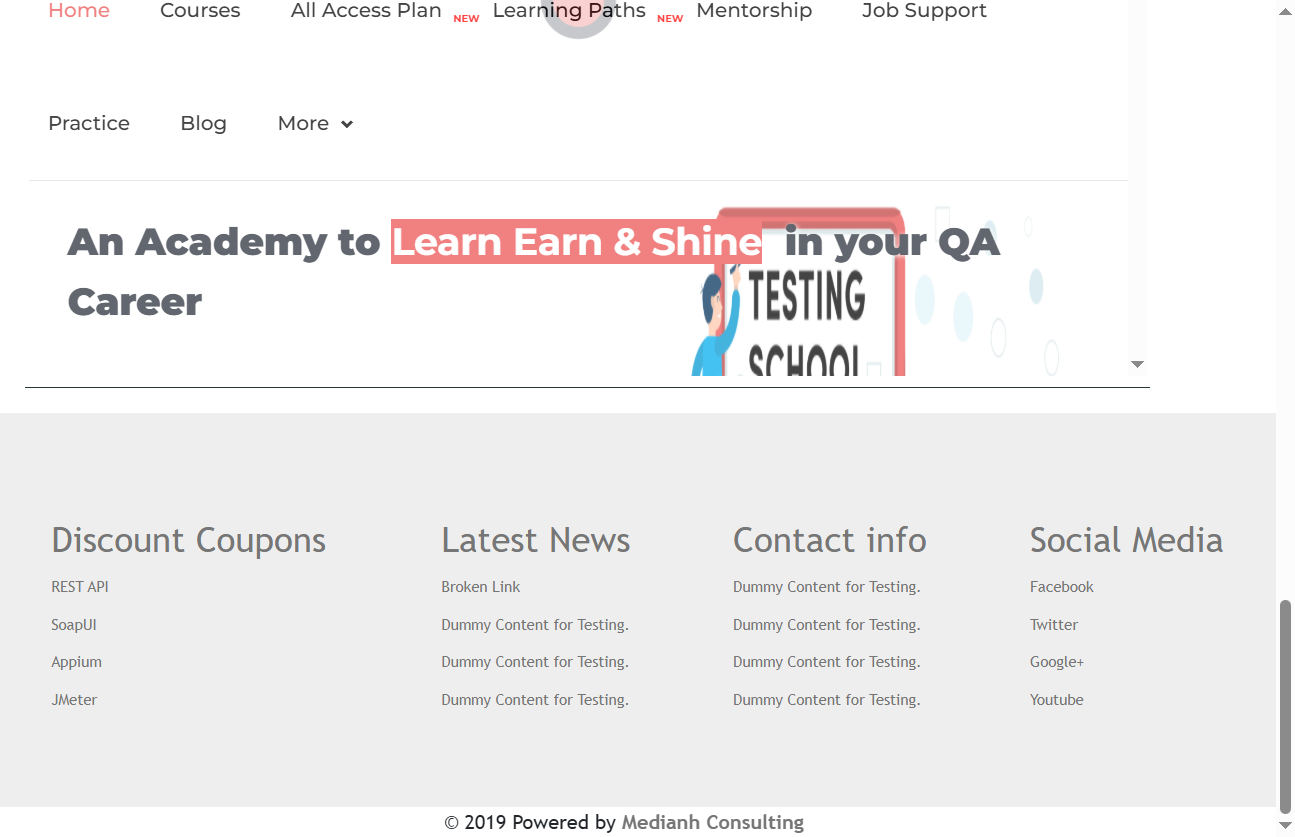 Home Courses All Access Plan NEW Learning Paths NEW Mentorship Job Support
Practice Blog More
An Academy to Learn Earn & Shine in your QA
Career
TESTING
SCHOOL
Discount Coupons Latest News Contact info Social Media
REST API Broken Link Dummy Content for Testing. Facebook
SoapUI Dummy Content for Testing. Dummy Content for Testing. Twitter
Appium Dummy Content for Testing. Dummy Content for Testing. Google+
JMeter Dummy Content for Testing. Dummy Content for Testing. Youtube
© 2019 Powered by Medianh Consulting